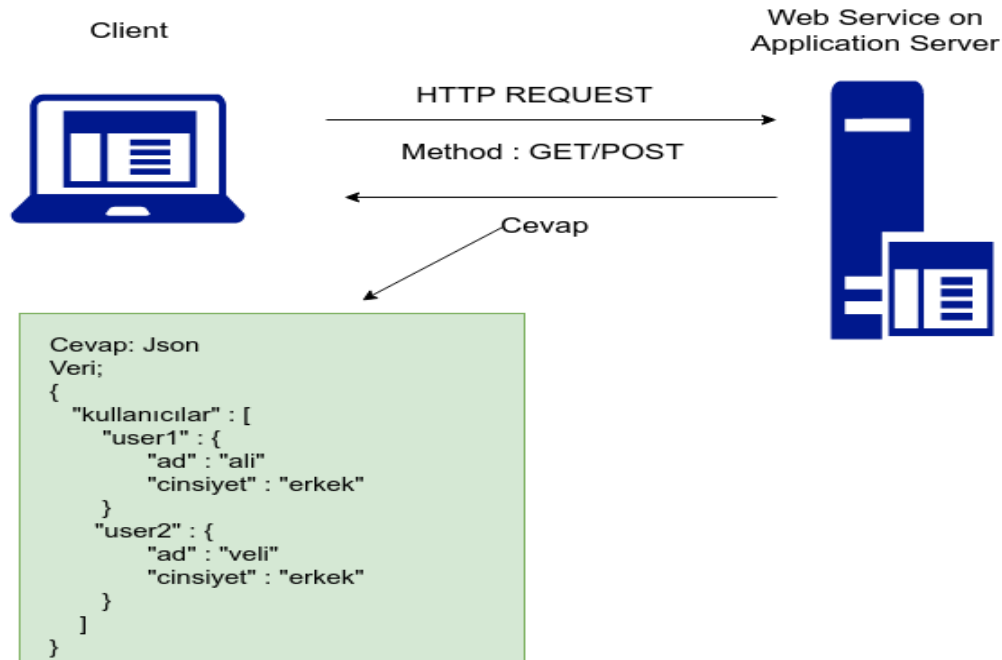 Client
Web Service on
Application Server
HTTP REQUEST
Method : GET/POST
Cevap
Cevap: Json
Veri;
{
"kullanıcılar" : [
"user1" : {
"ad" : "ali"
"cinsiyet" : "erkek"
}
"user2" : {
"ad" : "veli"
"cinsiyet" : "erkek"
}
]
}